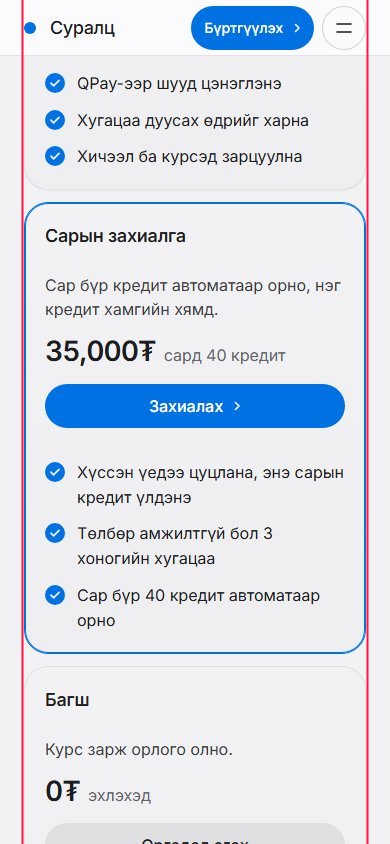 Суралц
Бүртгүүлэх
QPay-ээр шууд цэнэглэнэ
Хугацаа дуусах өдрийг харна
Хичээл ба курсэд зарцуулна
Сарын захиалга
Сар бүр кредит автоматаар орно, нэг
кредит хамгийн хямд.
35,000₮ сард 40 кредит
Захиалах
Хүссэн үедээ цуцлана, энэ сарын
кредит үлдэнэ
Төлбөр амжилтгүй бол 3
хоногийн хугацаа
Сар бүр 40 кредит автоматаар
орно
Багш
Курс зарж орлого олно.
0₮ эхлэхэд